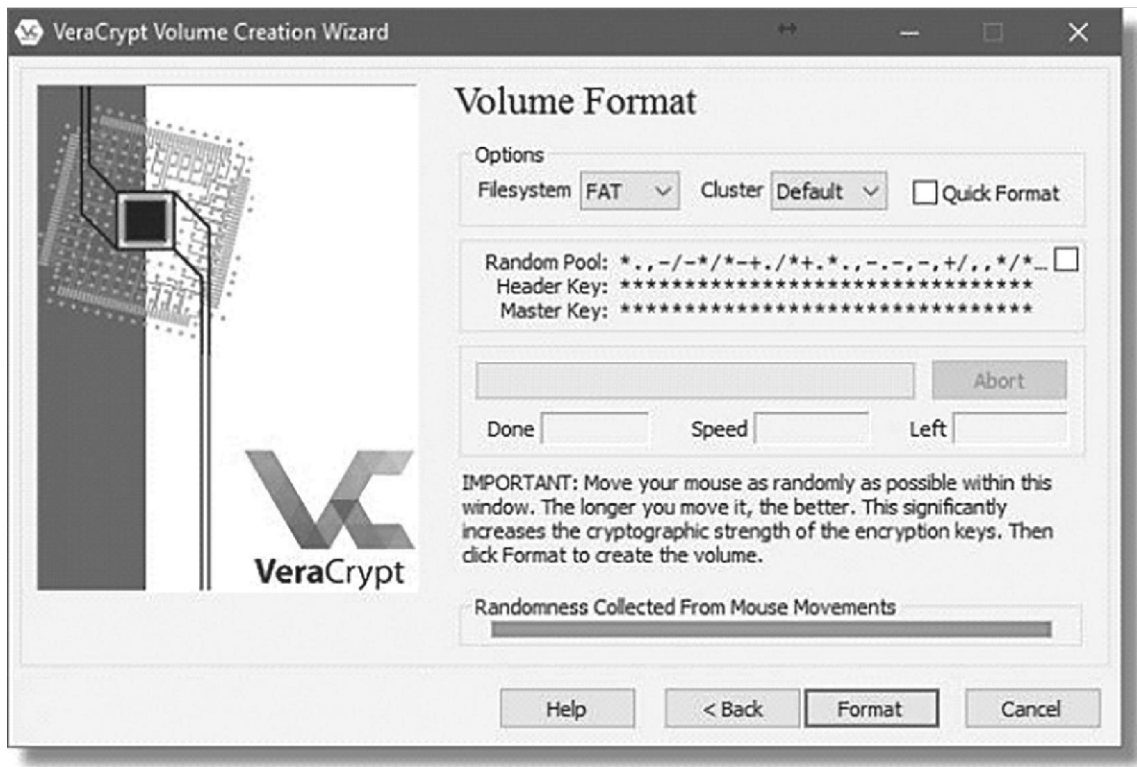 VeraCrypt Volume Creation Wizard
Volume Format
Options
Filesystem FAT Cluster Default Quick Format
Random Pool: *.,-/-*/*-+./*+.*.,-.-,-,+/,,*/*...
Header Key: ********************************
Master Key: ********************************
Abort
Done Speed Left
IMPORTANT: Move your mouse as randomly as possible within this
window. The longer you move it, the better. This significantly
increases the cryptographic strength of the encryption keys. Then
click Format to create the volume.
VeraCrypt
Randomness Collected From Mouse Movements
Help < Back Format Cancel